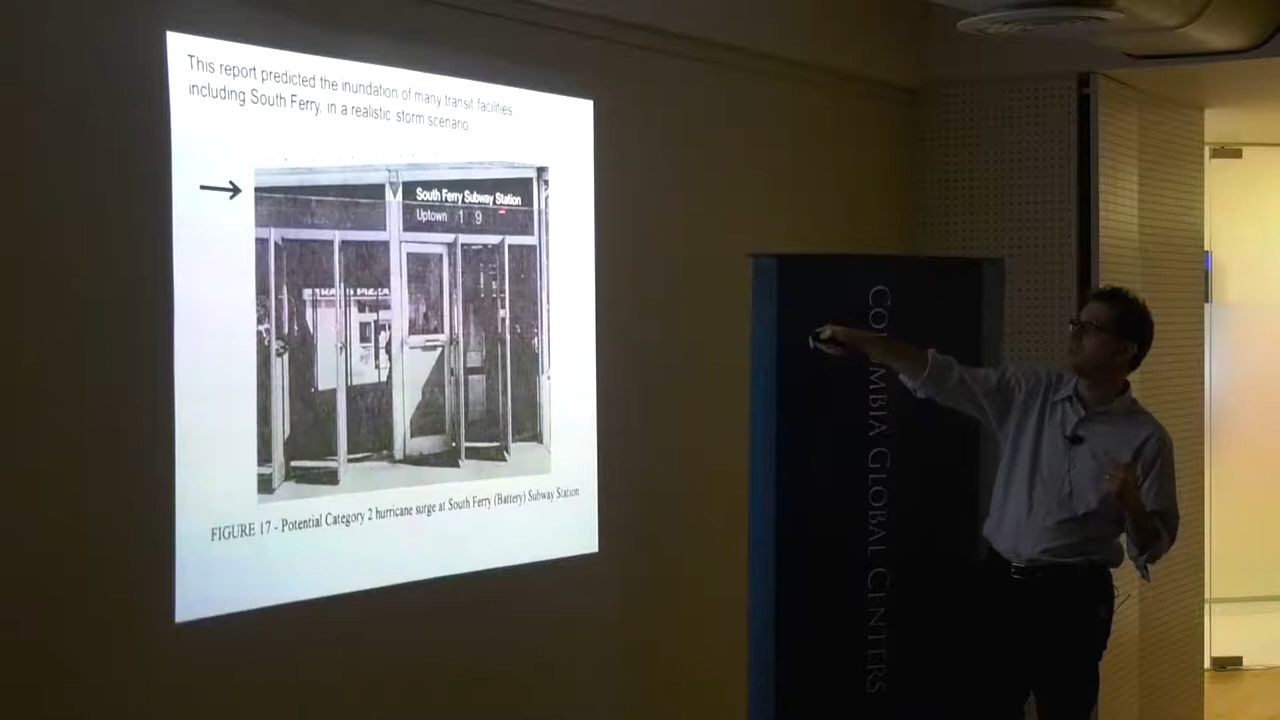 This report predicted the inundation of many transit facilities,
including South Ferry, in a realistic storm scenario
South Ferry Subway Station
Uptown 1 9
PIZZA
FIGURE 17 - Potential Category 2 hurricane surge at South Ferry (Battery) Subway Station
COLUMBIA GLOBAL CENTERS